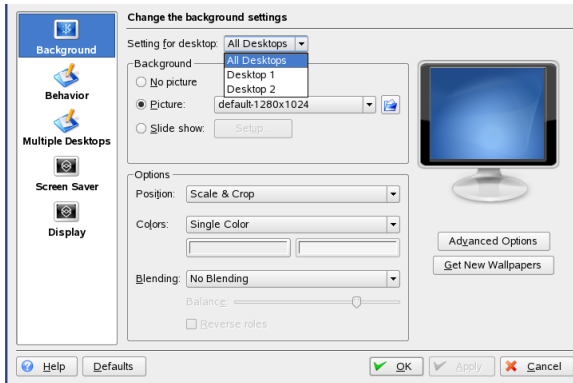 Background
Behavior
Multiple Desktops
Screen Saver
Display
Change the background settings
Setting for desktop: All Desktops
All Desktops
Desktop 1
Desktop 2
Background
No picture
Picture: default-1280x1024
Slide show: Setup...
Options
Position: Scale & Crop
Colors: Single Color
Blending: No Blending
Balance:
Reverse roles
Advanced Options
Get New Wallpapers
Help Defaults OK Apply Cancel